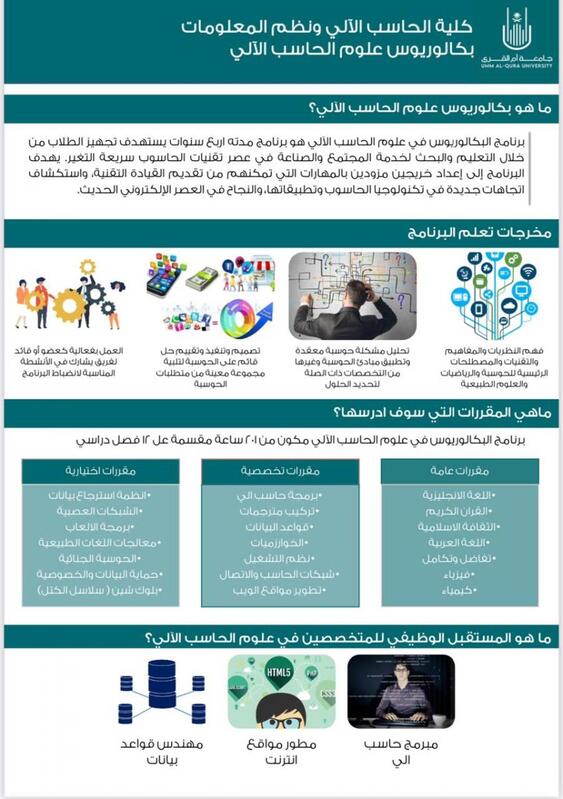 كلية الحاسب الآلي ونظم المعلومات
بكالوريوس علوم الحاسب الآلي
جامعة أم القرى
UMM AL-QURA UNIVERSITY
ما هو بكالوريوس علوم الحاسب الآلي؟
برنامج البكالوريوس في علوم الحاسب الآلي هو برنامج مدته اربع سنوات يستهدف تجهيز الطلاب من
خلال التعليم والبحث لخدمة المجتمع والصناعة في عصر تقنيات الحاسوب سريعة التغير. يهدف
البرنامج إلى إعداد خريجين مزودين بالمهارات التي تمكنهم من تقديم القيادة التقنية، واستكشاف
اتجاهات جديدة في تكنولوجيا الحاسوب وتطبيقاتها، والنجاح في العصر الإلكتروني الحديث.
مخرجات تعلم البرنامج
فهم النظريات والمفاهيم
والتقنيات والمصطلحات
الرئيسية للحوسبة والرياضيات
والعلوم الطبيعية
تحليل مشكلة حوسبة معقدة
وتطبيق مبادئ الحوسبة وغيرها
من التخصصات ذات الصلة
لتحديد الحلول
تصميم وتنفيذ وتقييم حل
قائم على الحوسبة لتلبية
مجموعة معينة من متطلبات
الحوسبة
العمل بفعالية كعضو أو قائد
لفريق يشارك في الأنشطة
المناسبة لانضباط البرنامج
ماهي المقررات التي سوف ادرسها؟
برنامج البكالوريوس في علوم الحاسب الآلي مكون من ٢٠١ ساعة مقسمة عل ١٢ فصل دراسي
مقررات عامة
•اللغة الانجليزية
•القران الكريم
•الثقافة الاسلامية
•اللغة العربية
•تفاضل وتكامل
•فيزياء
•كيمياء
مقررات تخصصية
•برمجة حاسب الي
•تركيب مترجمات
•قواعد البيانات
•الخوارزميات
•نظم التشغيل
•شبكات الحاسب والاتصال
•تطوير مواقع الويب
مقررات اختيارية
•انظمة استرجاع بيانات
•الشبكات العصبية
•برمجة الالعاب
•معالجات اللغات الطبيعية
•الحوسبة الجنائية
•حماية البيانات والخصوصية
•بلوك شين ( سلاسل الكتل)
ما هو المستقبل الوظيفي للمتخصصين في علوم الحاسب الآلي؟
HTML5
PHP
مبرمج حاسب
الي
مطور مواقع
انترنت
مهندس قواعد
بيانات